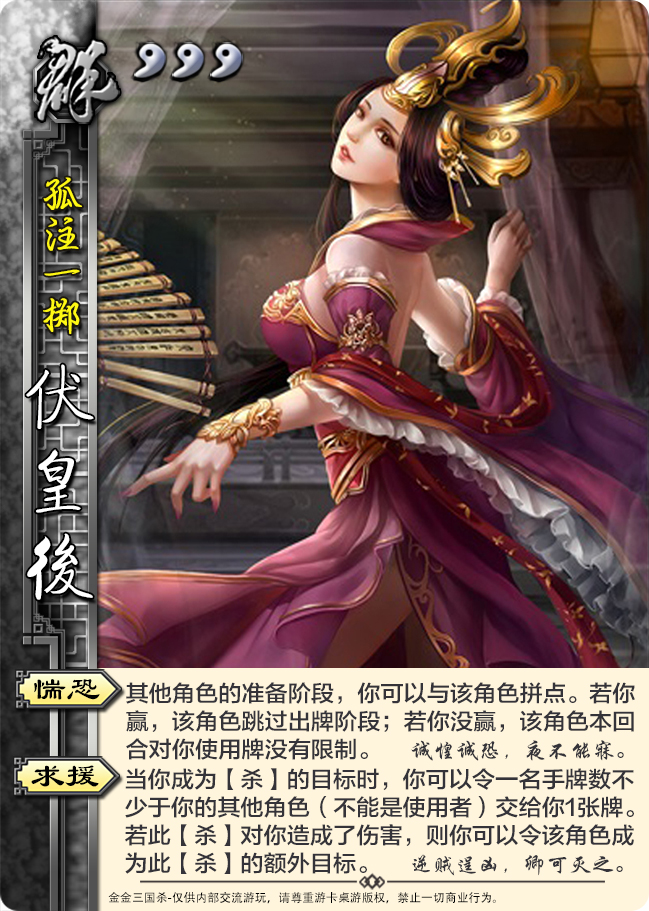 群
孤注一掷
伏皇後
惴恐
其他角色的准备阶段，你可以与该角色拼点。若你
赢，该角色跳过出牌阶段；若你没赢，该角色本回
合对你使用牌没有限制。 诚惶诚恐，夜不能寐。
求援
当你成为【杀】的目标时，你可以令一名手牌数不
少于你的其他角色（不能是使用者）交给你1张牌。
若此【杀】对你造成了伤害，则你可以令该角色成
为此【杀】的额外目标。 逆贼逞凶，卿可灭之。
金金三国杀-仅供内部交流游玩，请尊重游卡桌游版权，禁止一切商业行为。